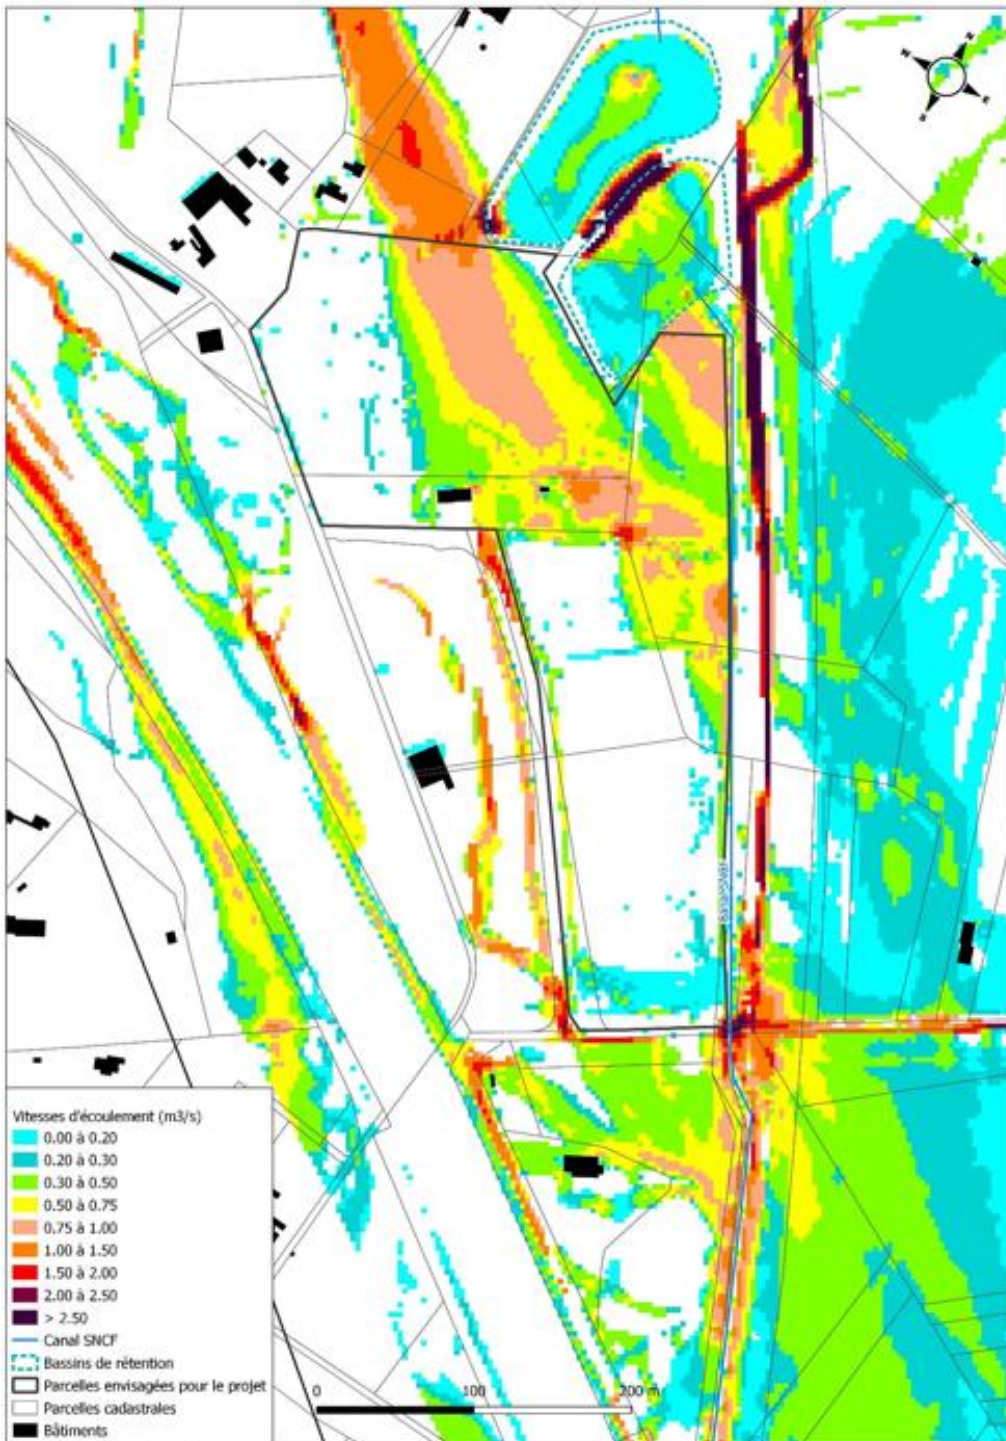 N
E
S
Vitesses d'écoulement (m3/s)
0.00 à 0.20
0.20 à 0.30
0.30 à 0.50
0.50 à 0.75
0.75 à 1.00
1.00 à 1.50
1.50 à 2.00
2.00 à 2.50
> 2.50
Canal SNCF
Bassins de rétention
Parcelles envisagées pour le projet
Parcelles cadastrales
Bâtiments
0 100 200 m